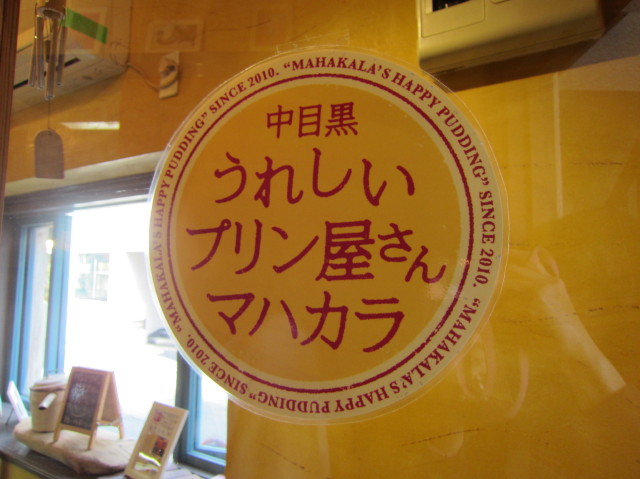 中目黒
うれしい
プリン屋さん
マハカラ
"MAHAKALA'S HAPPY PUDDING" SINCE 2010. "MAHAKALA'S HAPPY PUDDING" SINCE 2010. "MAHAKALA'S HAPPY PUDDING" SINCE 2010.